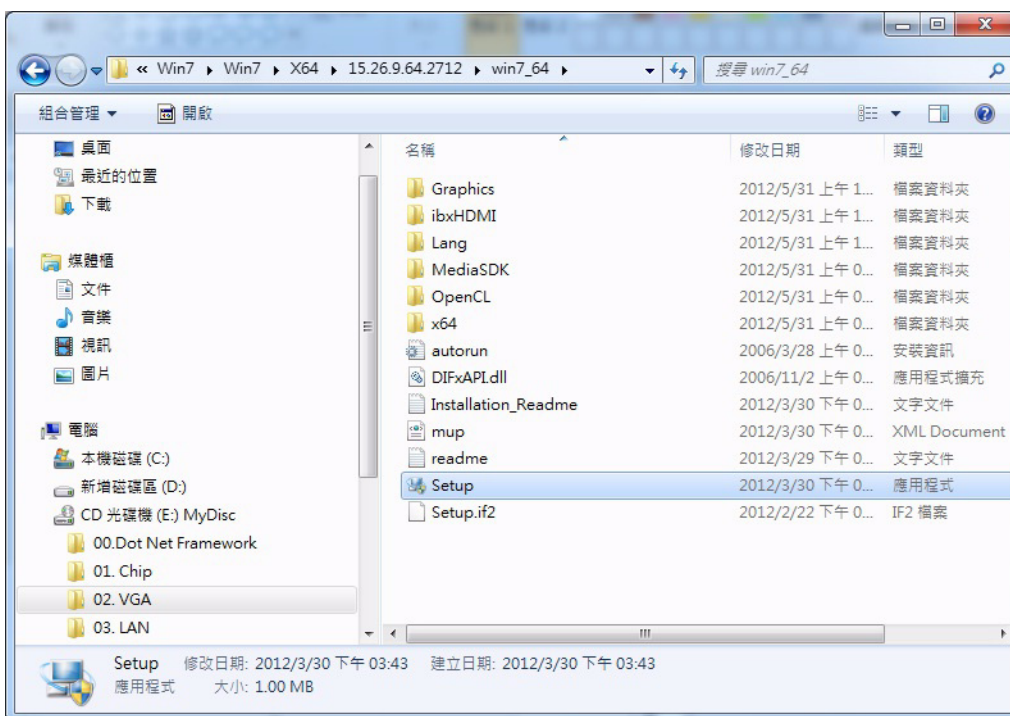 « Win7 ▸ Win7 ▸ X64 ▸ 15.26.9.64.2712 ▸ win7_64 ▸ 搜尋 win7_64
組合管理 ▼ 開啟
桌面
最近的位置
下載
媒體櫃
文件
音樂
視訊
圖片
電腦
本機磁碟 (C:)
新增磁碟區 (D:)
CD 光碟機 (E:) MyDisc
00.Dot Net Framework
01. Chip
02. VGA
03. LAN
名稱 修改日期 類型
Graphics 2012/5/31 上午 1... 檔案資料夾
ibxHDMI 2012/5/31 上午 1... 檔案資料夾
Lang 2012/5/31 上午 1... 檔案資料夾
MediaSDK 2012/5/31 上午 0... 檔案資料夾
OpenCL 2012/5/31 上午 0... 檔案資料夾
x64 2012/5/31 上午 0... 檔案資料夾
autorun 2006/3/28 上午 0... 安裝資訊
DIFxAPI.dll 2006/11/2 上午 0... 應用程式擴充
Installation_Readme 2012/3/30 下午 0... 文字文件
mup 2012/3/30 下午 0... XML Document
readme 2012/3/29 下午 0... 文字文件
Setup 2012/3/30 下午 0... 應用程式
Setup.if2 2012/2/22 下午 0... IF2 檔案
Setup 修改日期: 2012/3/30 下午 03:43 建立日期: 2012/3/30 下午 03:43
應用程式 大小: 1.00 MB